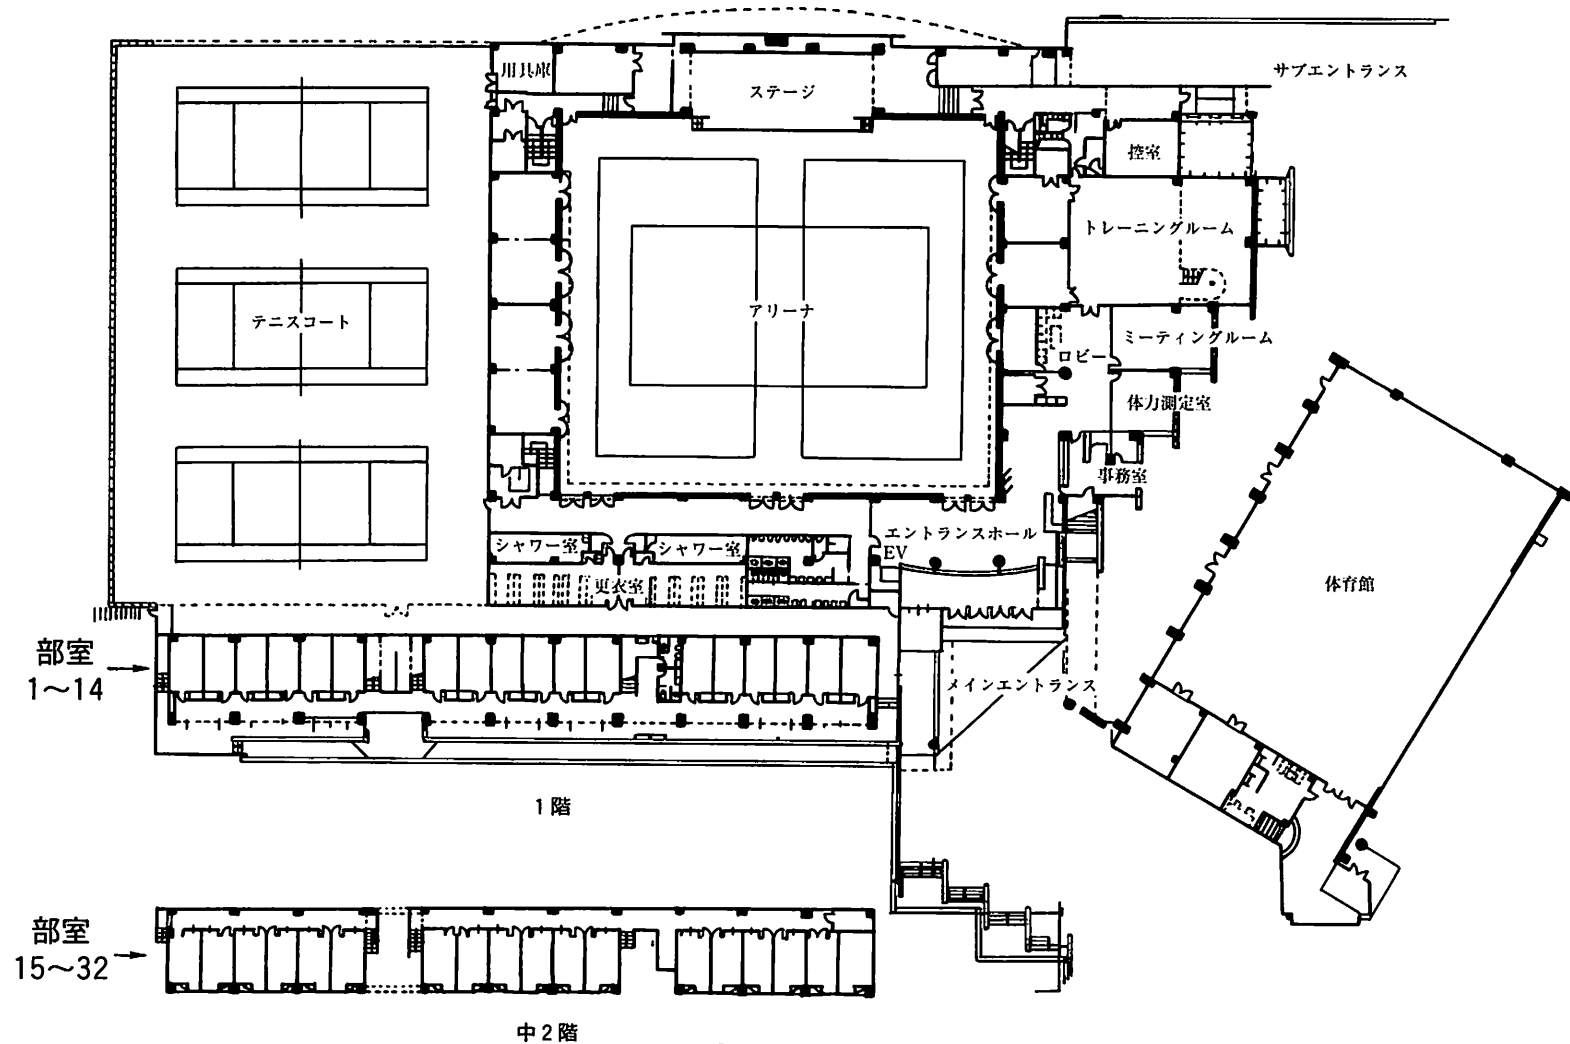 サブエントランス
用具庫
ステージ
控室
トレーニングルーム
アリーナ
テニスコート
ミーティングルーム
ロビー
体力測定室
事務室
エントランスホール
EV
シャワー室
シャワー室
更衣室
体育館
部室
1～14
メインエントランス
1階
部室
15～32
中2階